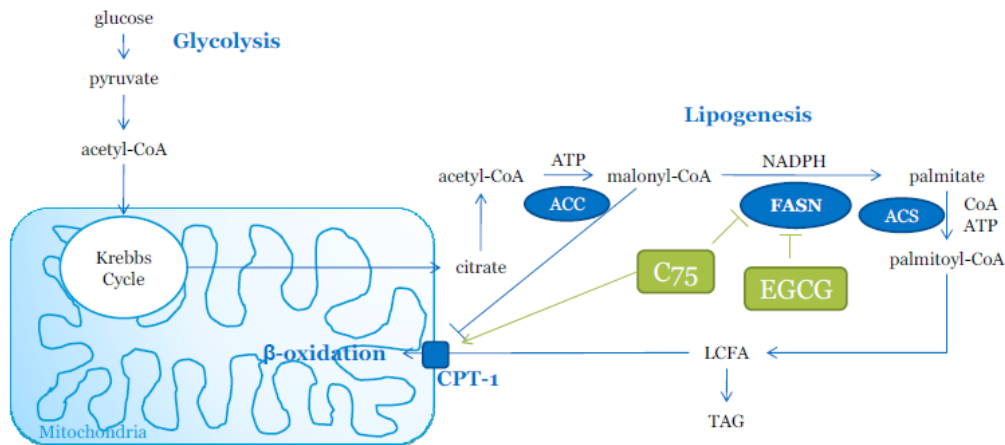 glucose
Glycolysis
pyruvate
acetyl-CoA
Lipogenesis
acetyl-CoA
ATP
malonyl-CoA
NADPH
palmitate
ACC
FASN
ACS
CoA
ATP
Krebbs
Cycle
citrate
C75
EGCG
palmitoyl-CoA
β-oxidation
CPT-1
LCFA
TAG
Mitochondria